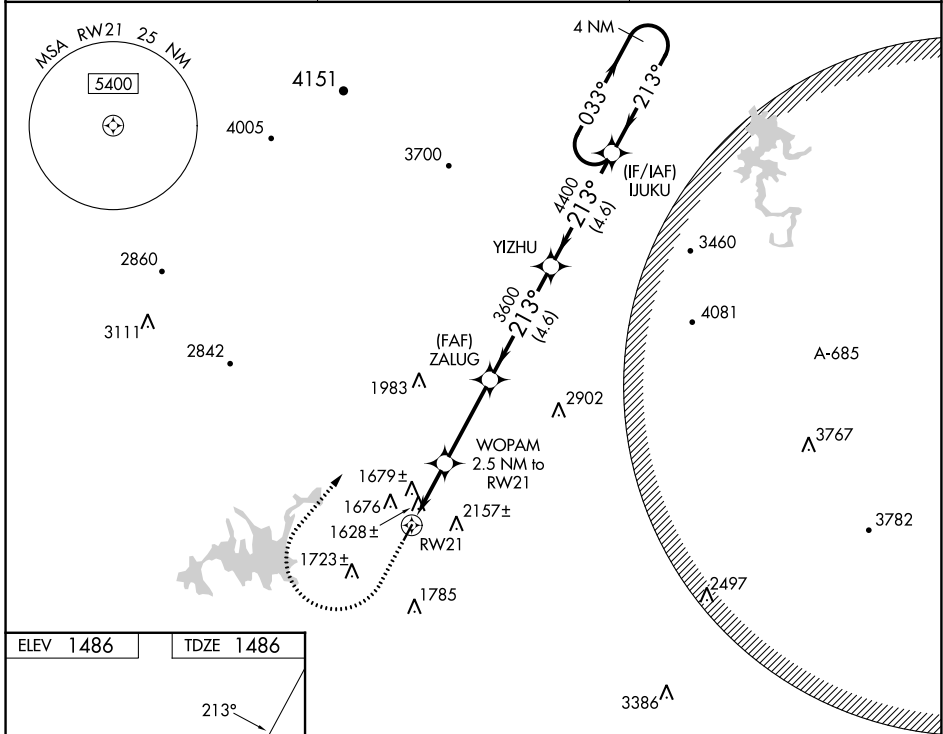 MSA RW21 25 NM
5400
4151
4005
3700
4 NM
033°
213°
(IF/IAF)
IJUKU
4400
213°
(4.6)
YIZHU
3460
2860
3600
213°
(4.6)
4081
3111
2842
(FAF)
ZALUG
A-685
1983
2902
3767
WOPAM
2.5 NM to
RW21
1679±
1676
1628±
2157±
RW21
3782
1723±
1785
2497
ELEV 1486
TDZE 1486
213°
3386